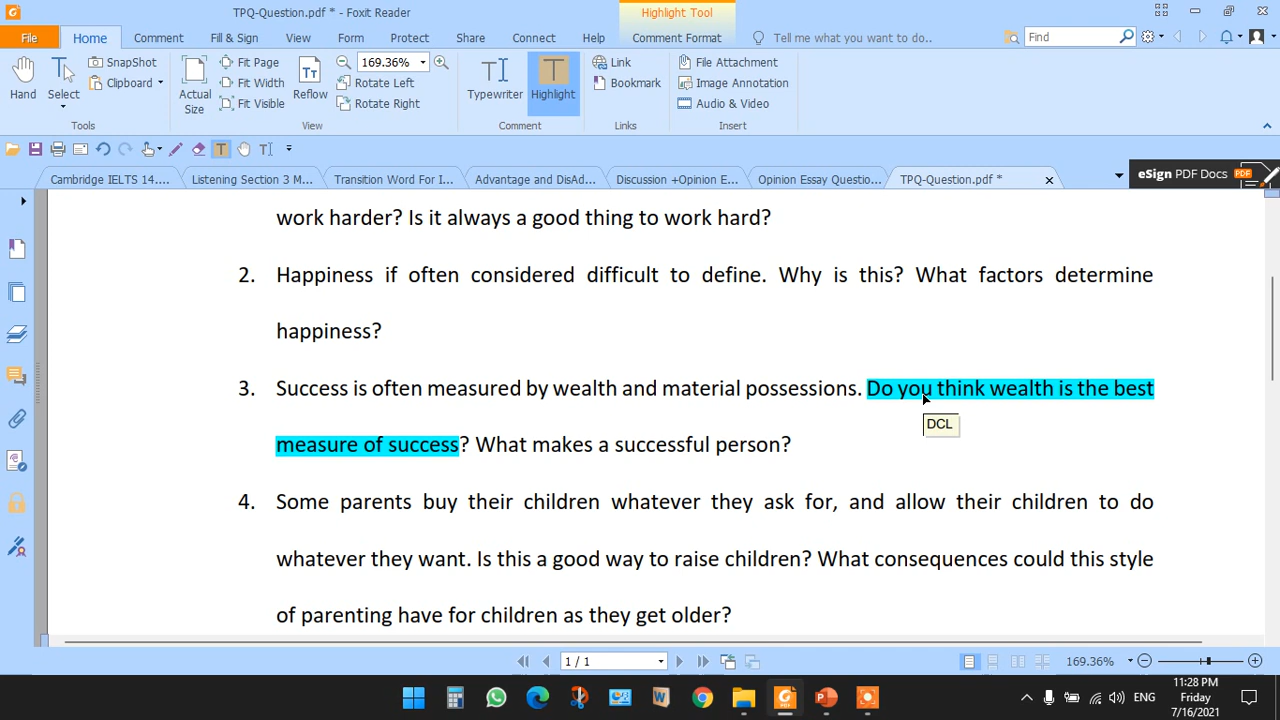 TPQ-Question.pdf * - Foxit Reader
Highlight Tool
File Home Comment Fill & Sign View Form Protect Share Connect Help Comment Format Tell me what you want to do.. Find
Hand Select SnapShot Clipboard Actual Size Fit Page Fit Width Fit Visible Reflow 169.36% Rotate Left Rotate Right Typewriter Highlight Link Bookmark File Attachment Image Annotation Audio & Video
Tools View Comment Links Insert
Cambridge IELTS 14.... Listening Section 3 M... Transition Word For I... Advantage and DisAd... Discussion +Opinion E... Opinion Essay Questio... TPQ-Question.pdf * eSign PDF Docs PDF
work harder? Is it always a good thing to work hard?
2. Happiness if often considered difficult to define. Why is this? What factors determine
happiness?
3. Success is often measured by wealth and material possessions. Do you think wealth is the best
DCL
measure of success? What makes a successful person?
4. Some parents buy their children whatever they ask for, and allow their children to do
whatever they want. Is this a good way to raise children? What consequences could this style
of parenting have for children as they get older?
1 / 1 169.36%
ENG
11:28 PM
Friday
7/16/2021